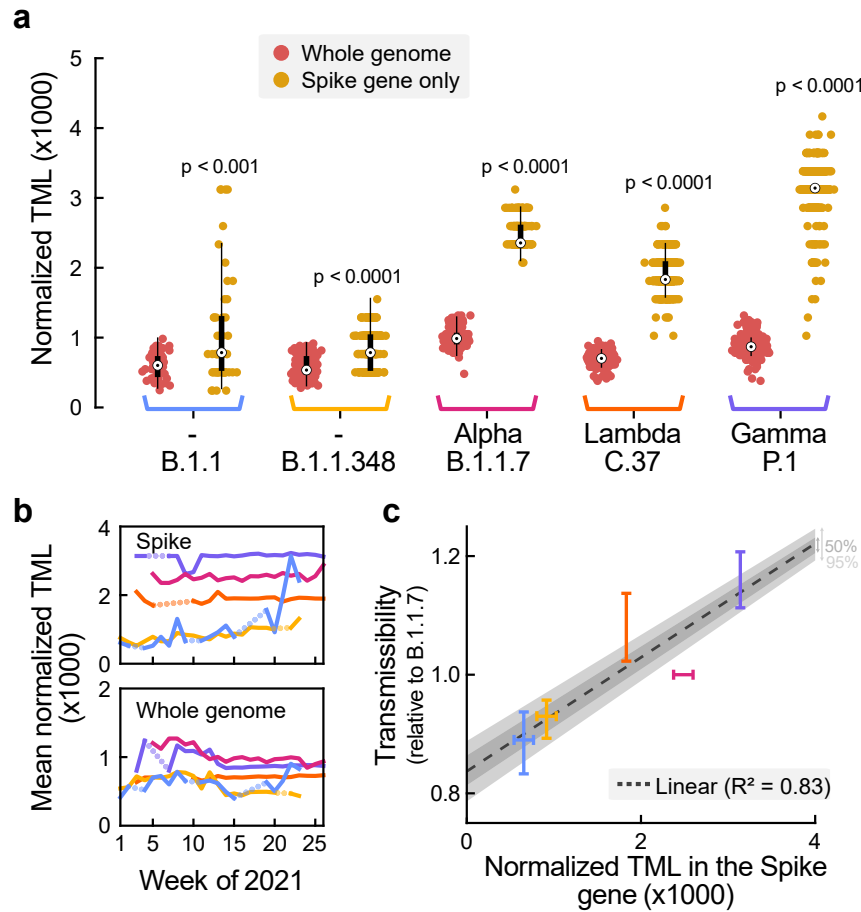 a
Normalized TML (x1000)
5
4
3
2
1
0
Whole genome
Spike gene only
p < 0.001
p < 0.0001
p < 0.0001
p < 0.0001
p < 0.0001
-
B.1.1
-
B.1.1.348
Alpha
B.1.1.7
Lambda
C.37
Gamma
P.1
b
Mean normalized TML
(x1000)
4
2
0
Spike
2
1
0
Whole genome
1 5 10 15 20 25
Week of 2021
c
Transmissibility
(relative to B.1.1.7)
1.2
1.0
0.8
50%
95%
Linear (R² = 0.83)
0 2 4
Normalized TML in the Spike
gene (x1000)